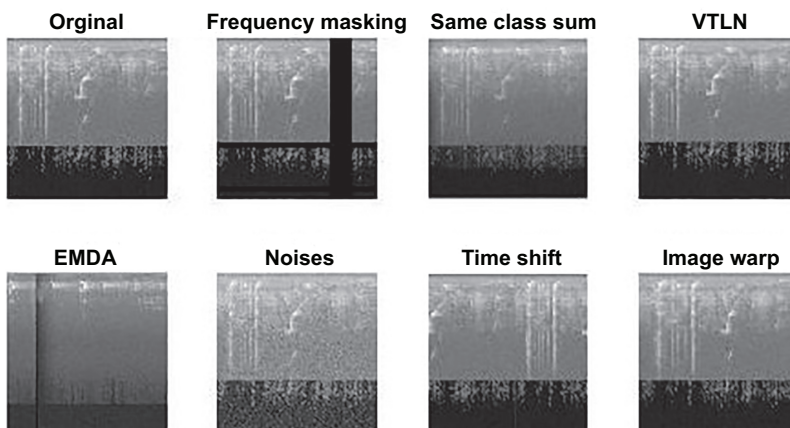 Orginal
Frequency masking
Same class sum
VTLN
EMDA
Noises
Time shift
Image warp